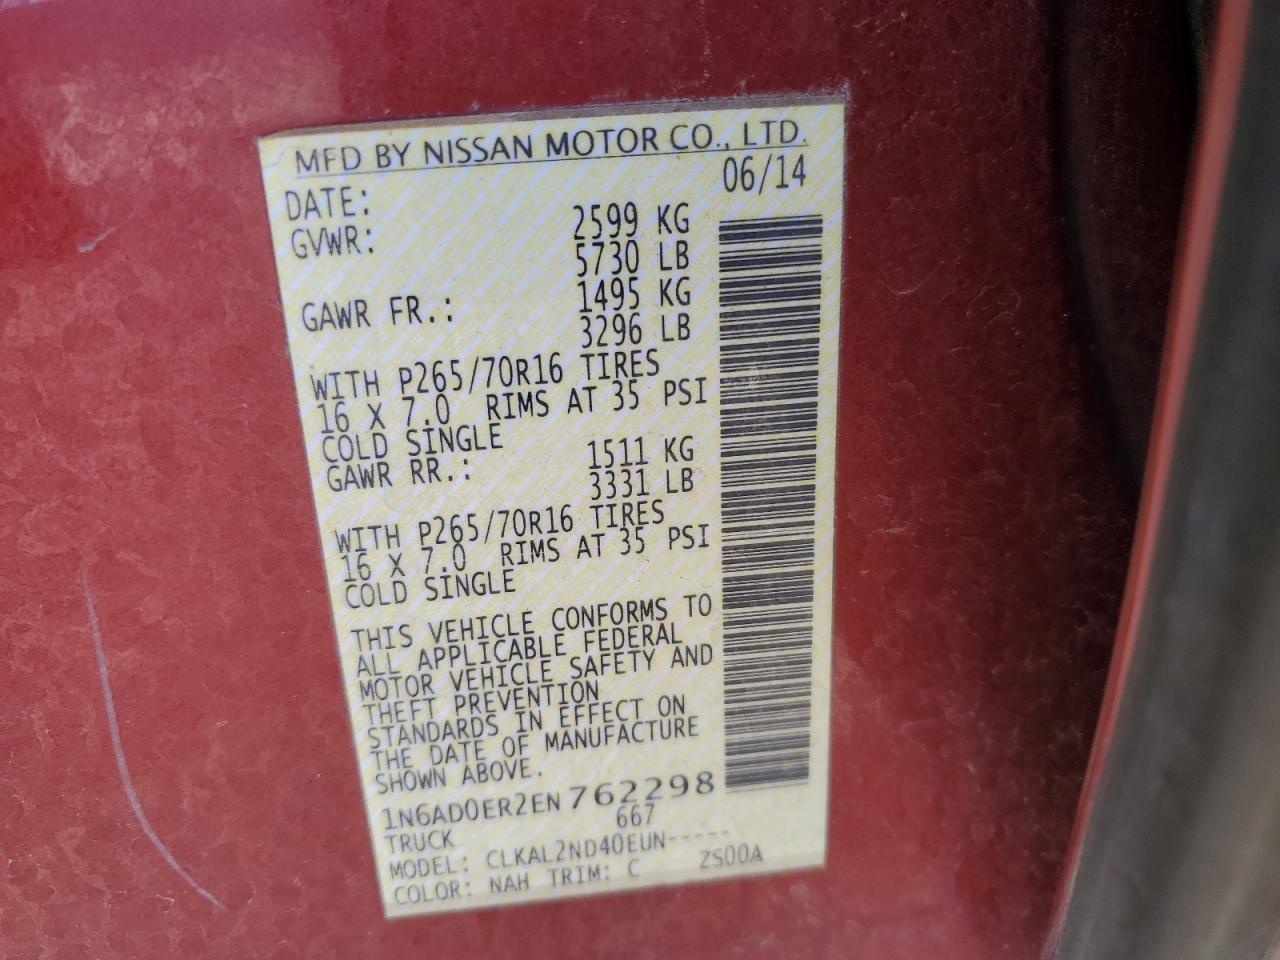 MFD BY NISSAN MOTOR CO., LTD.
DATE: 06/14
GVWR: 2599 KG
5730 LB
GAWR FR.: 1495 KG
3296 LB
WITH P265/70R16 TIRES
16 X 7.0 RIMS AT 35 PSI
COLD SINGLE
GAWR RR.: 1511 KG
3331 LB
WITH P265/70R16 TIRES
16 X 7.0 RIMS AT 35 PSI
COLD SINGLE
THIS VEHICLE CONFORMS TO
ALL APPLICABLE FEDERAL
MOTOR VEHICLE SAFETY AND
THEFT PREVENTION
STANDARDS IN EFFECT ON
THE DATE OF MANUFACTURE
SHOWN ABOVE.
1N6AD0ER2EN762298
TRUCK 667
MODEL: CLKAL2ND40EUN-----
COLOR: NAH TRIM: C ZS00A